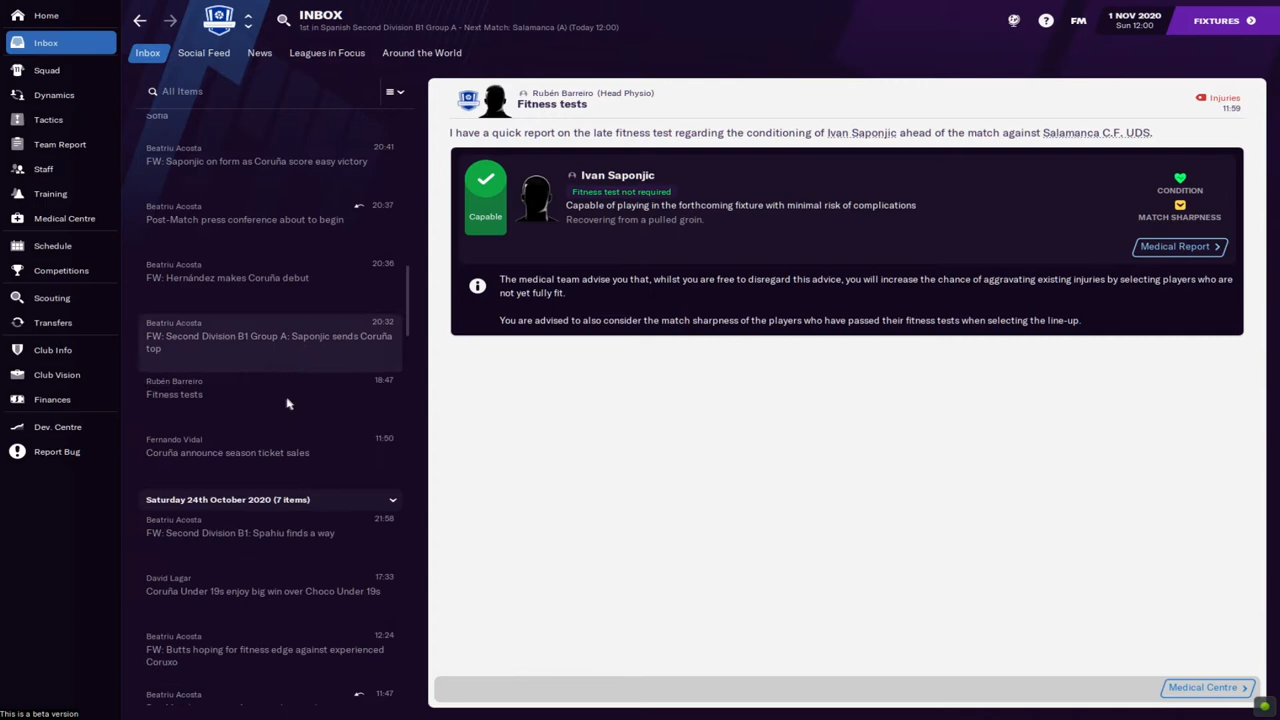 Home
Inbox
Squad
Dynamics
Tactics
Team Report
Staff
Training
Medical Centre
Schedule
Competitions
Scouting
Transfers
Club Info
Club Vision
Finances
Dev. Centre
Report Bug
This is a beta version
INBOX
1st in Spanish Second Division B1 Group A - Next Match: Salamanca (A) (Today 12:00)
FM
1 NOV 2020
Sun 12:00
FIXTURES
Inbox Social Feed News Leagues in Focus Around the World
All Items
Beatriu Acosta 20:41
FW: Saponjic on form as Coruña score easy victory
Beatriu Acosta 20:37
Post-Match press conference about to begin
Beatriu Acosta 20:36
FW: Hernández makes Coruña debut
Beatriu Acosta 20:32
FW: Second Division B1 Group A: Saponjic sends Coruña
top
Rubén Barreiro 18:47
Fitness tests
Fernando Vidal 11:50
Coruña announce season ticket sales
Saturday 24th October 2020 (7 items)
Beatriu Acosta 21:58
FW: Second Division B1: Spahiu finds a way
David Lagar 17:33
Coruña Under 19s enjoy big win over Choco Under 19s
Beatriu Acosta 12:24
FW: Butts hoping for fitness edge against experienced
Coruxo
Beatriu Acosta 11:47
Rubén Barreiro (Head Physio)
Fitness tests
Injuries
11:59
I have a quick report on the late fitness test regarding the conditioning of Ivan Saponjic ahead of the match against Salamanca C.F. UDS.
Capable
Ivan Saponjic
Fitness test not required
Capable of playing in the forthcoming fixture with minimal risk of complications
Recovering from a pulled groin.
CONDITION
MATCH SHARPNESS
Medical Report
The medical team advise you that, whilst you are free to disregard this advice, you will increase the chance of aggravating existing injuries by selecting players who are
not yet fully fit.
You are advised to also consider the match sharpness of the players who have passed their fitness tests when selecting the line-up.
Medical Centre